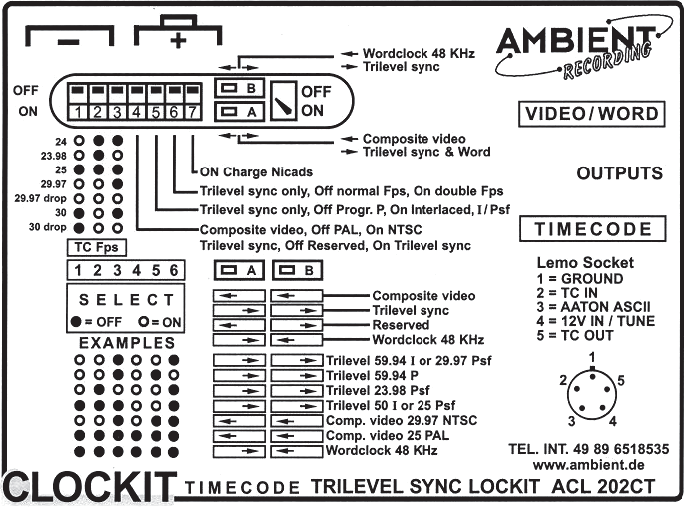 AMBIENT
RECORDING
Wordclock 48 KHz
Trilevel sync
OFF
ON
B
A
OFF
ON
1 2 3 4 5 6 7
VIDEO/WORD
Composite video
Trilevel sync & Word
24
23.98
25
29.97
29.97 drop
30
30 drop
ON Charge Nicads
Trilevel sync only, Off normal Fps, On double Fps
Trilevel sync only, Off Progr. P, On Interlaced, I / Psf
Composite video, Off PAL, On NTSC
Trilevel sync, Off Reserved, On Trilevel sync
OUTPUTS
TIMECODE
TC Fps
1 2 3 4 5 6
A
B
SELECT
= OFF = ON
EXAMPLES
Composite video
Trilevel sync
Reserved
Wordclock 48 KHz
Trilevel 59.94 I or 29.97 Psf
Trilevel 59.94 P
Trilevel 23.98 Psf
Trilevel 50 I or 25 Psf
Comp. video 29.97 NTSC
Comp. video 25 PAL
Wordclock 48 KHz
Lemo Socket
1 = GROUND
2 = TC IN
3 = AATON ASCII
4 = 12V IN / TUNE
5 = TC OUT
1
2
5
3
4
TEL. INT. 49 89 6518535
www.ambient.de
CLOCKIT TIMECODE TRILEVEL SYNC LOCKIT ACL 202CT